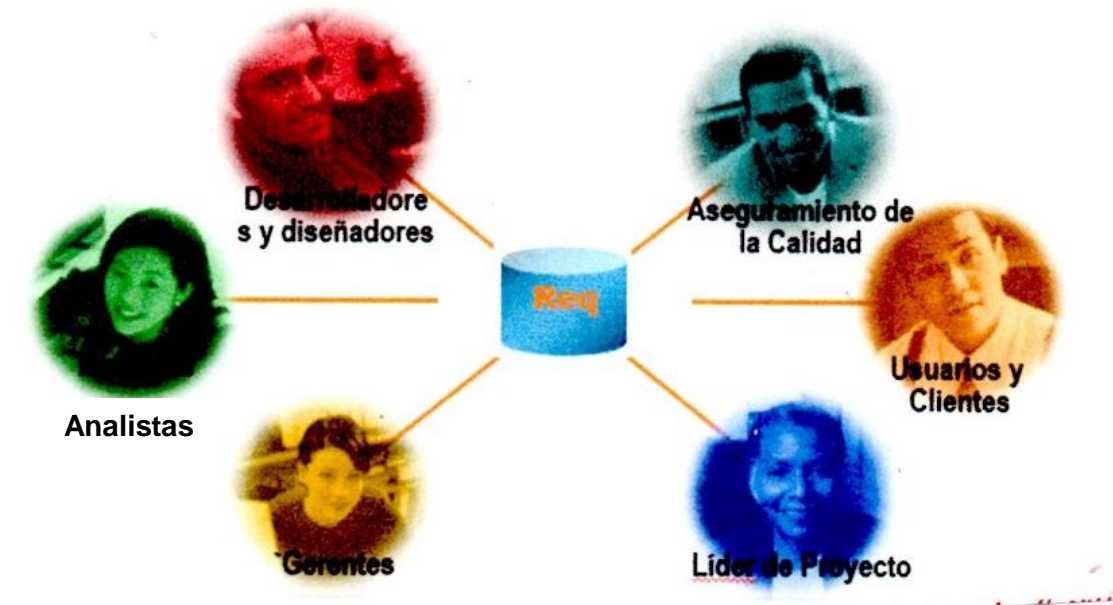 Desarrolladore
s y diseñadores
Aseguramiento de
la Calidad
Req
Usuarios y
Clientes
Analistas
Gerentes
Líder de Proyecto